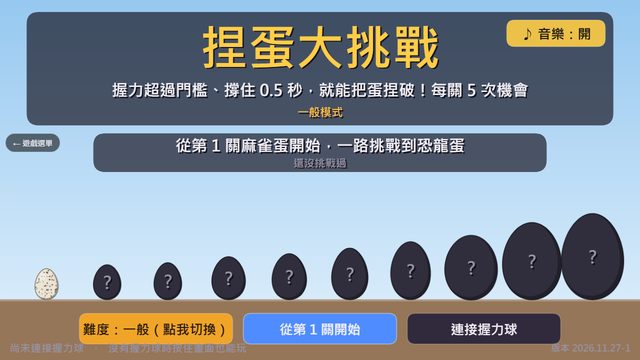 捏蛋大挑戰
♪ 音樂：開
握力超過門檻、撐住 0.5 秒，就能把蛋捏破！每關 5 次機會
一般模式
← 遊戲選單
從第 1 關麻雀蛋開始，一路挑戰到恐龍蛋
還沒挑戰過
? ? ? ? ? ? ? ? ?
難度：一般（點我切換）
從第 1 關開始
連接握力球
尚未連接握力球 · 沒有握力球時按住畫面也能玩
版本 2026.11.27-1